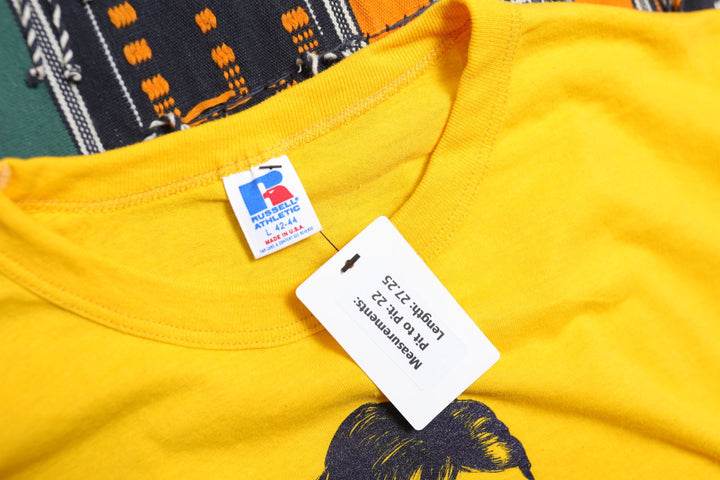 RUSSELL
ATHLETIC
L 42-44
MADE IN U.S.A.
Measurements:
Pit to Pit: 22
Length: 27.25